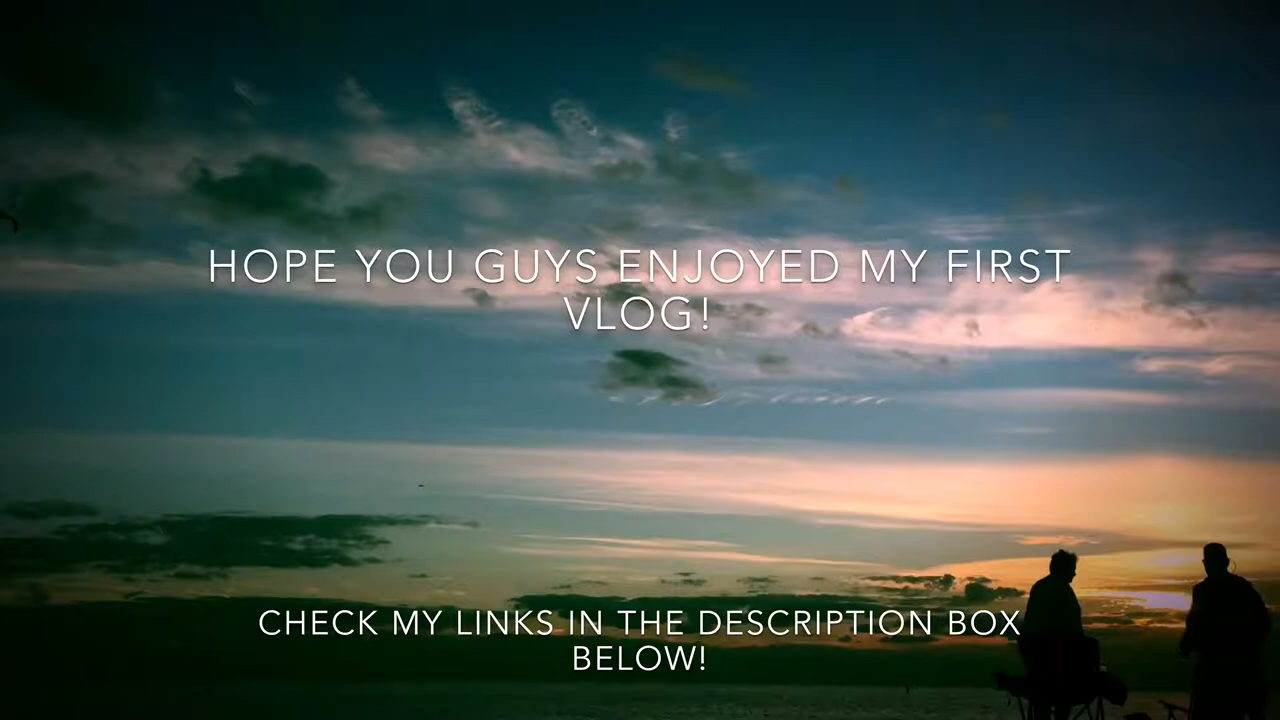 HOPE YOU GUYS ENJOYED MY FIRST
VLOG!
CHECK MY LINKS IN THE DESCRIPTION BOX
BELOW!